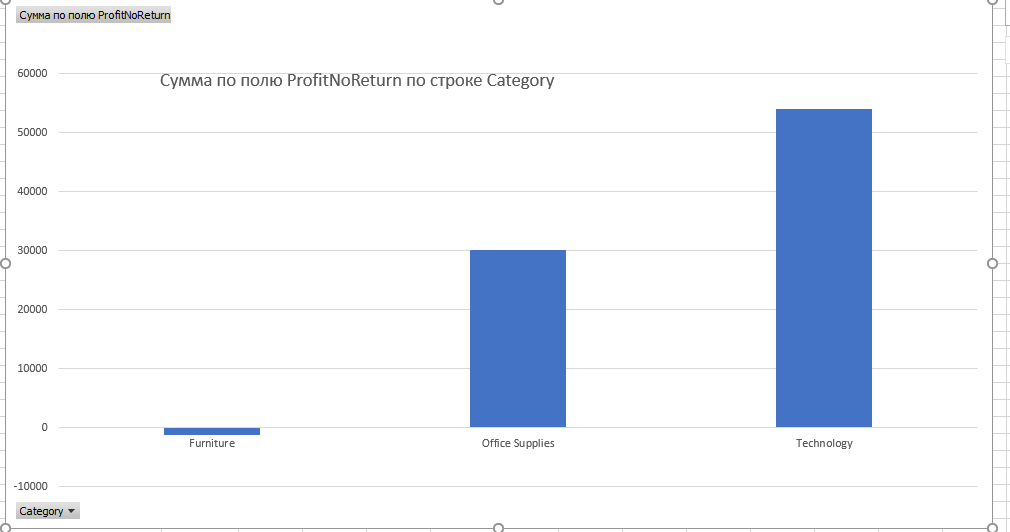 Сумма по полю ProfitNoReturn
Сумма по полю ProfitNoReturn по строке Category
60000
50000
40000
30000
20000
10000
0
-10000
Furniture
Office Supplies
Technology
Category